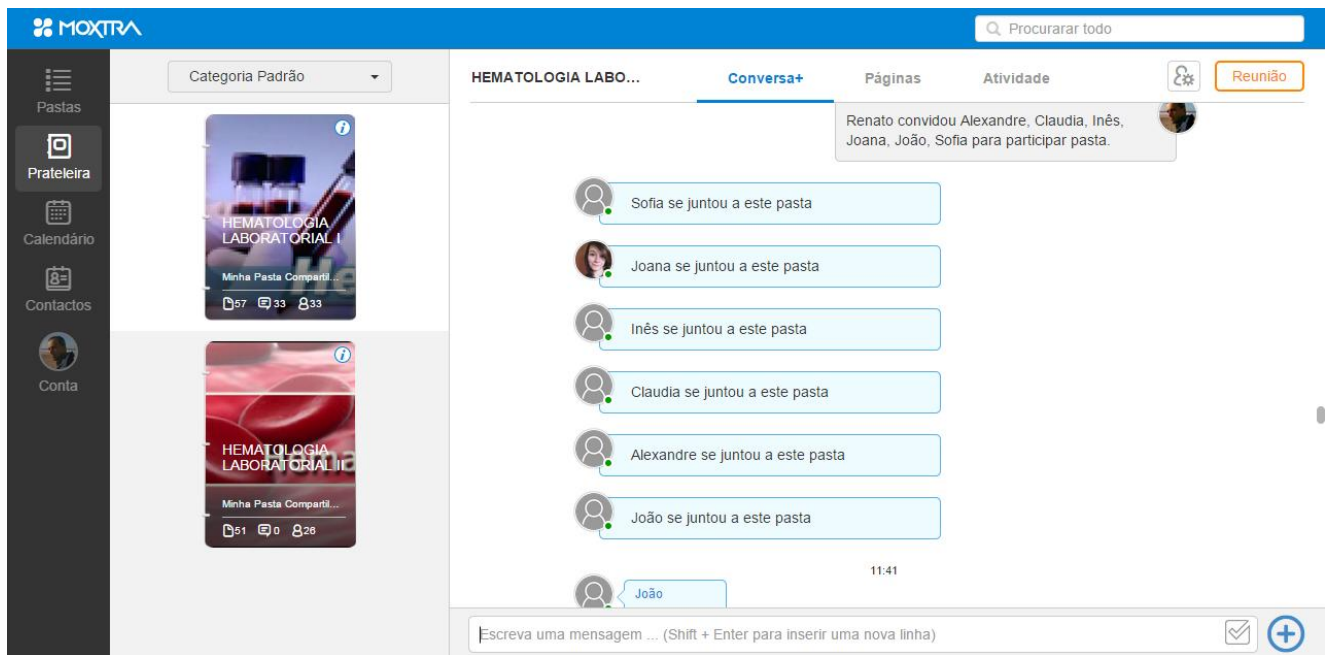 MOXTRA
Procurarar todo
Pastas
Prateleira
Calendário
Contactos
Conta
Categoria Padrão
HEMATOLOGIA
LABORATORIAL I
Minha Pasta Compartil...
57 33 33
HEMATOLOGIA
LABORATORIAL II
Hema
Minha Pasta Compartil...
51 0 26
HEMATOLOGIA LABO... Conversa+ Páginas Atividade Reunião
Renato convidou Alexandre, Claudia, Inês,
Joana, João, Sofia para participar pasta.
Sofia se juntou a este pasta
Joana se juntou a este pasta
Inês se juntou a este pasta
Claudia se juntou a este pasta
Alexandre se juntou a este pasta
João se juntou a este pasta
11:41
João
Escreva uma mensagem ... (Shift + Enter para inserir uma nova linha)